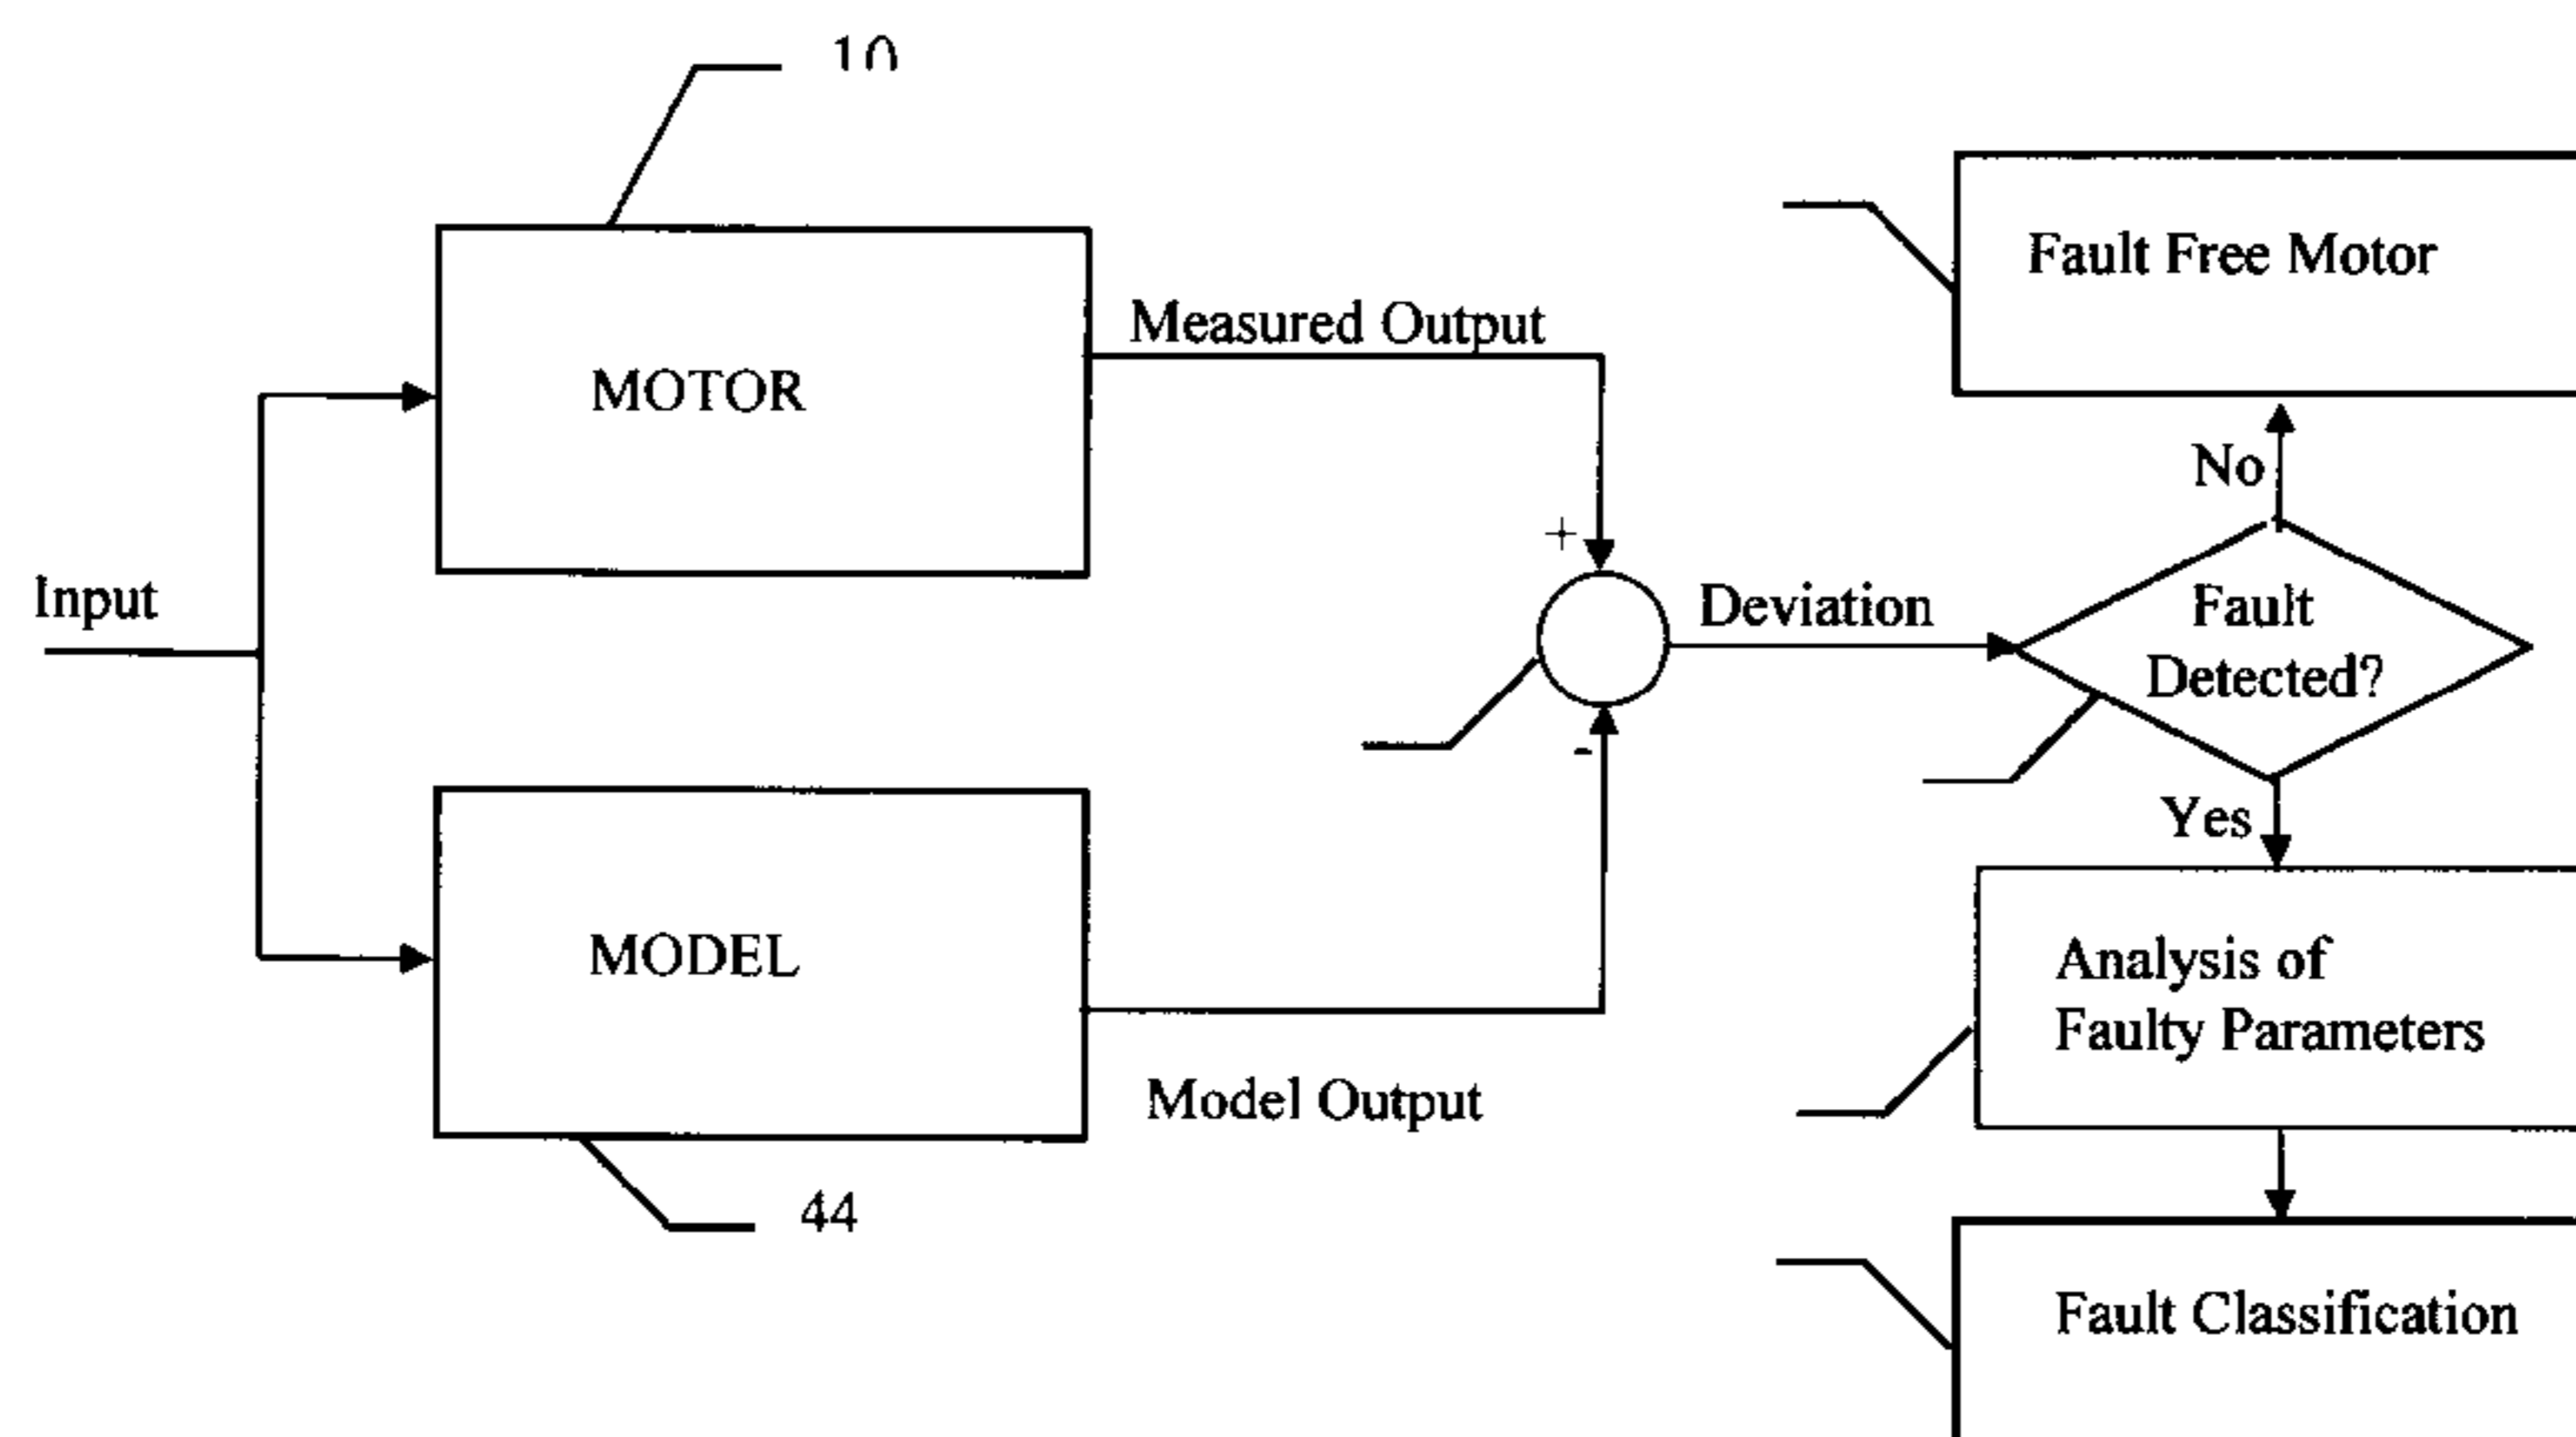 10
Fault Free Motor
Measured Output
MOTOR
No
+
Input
Deviation
Fault
Detected?
-
Yes
MODEL
Analysis of
Faulty Parameters
Model Output
44
Fault Classification